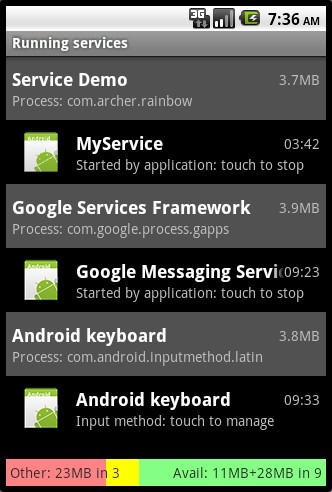 3G 7:36 AM
Running services
Service Demo 3.7MB
Process: com.archer.rainbow
Android MyService 03:42
Started by application: touch to stop
Google Services Framework 3.9MB
Process: com.google.process.gapps
Android Google Messaging Servi 09:23
Started by application: touch to stop
Android keyboard 3.8MB
Process: com.android.inputmethod.latin
Android Android keyboard 09:33
Input method: touch to manage
Other: 23MB in 3 Avail: 11MB+28MB in 9